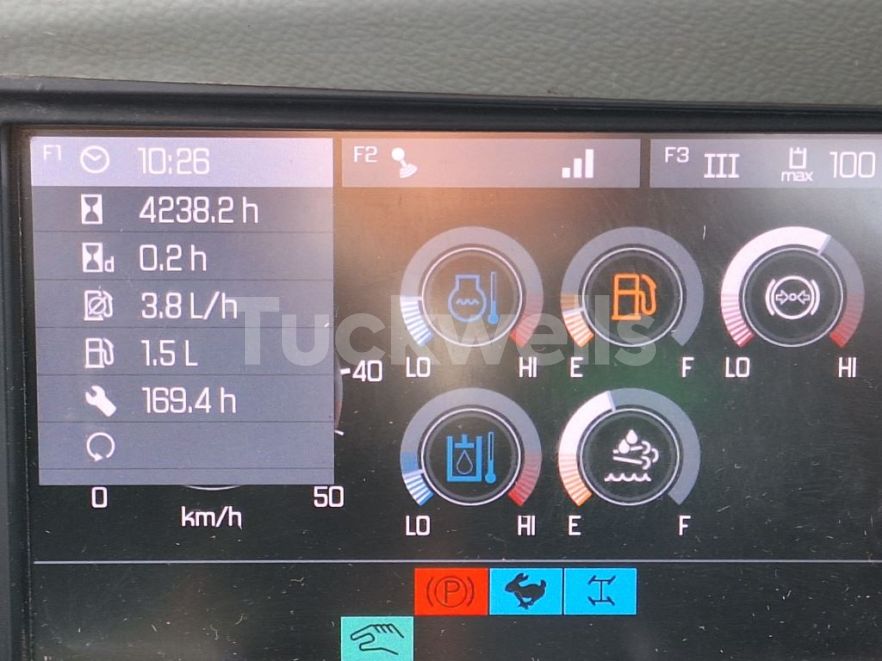 F1 10:26 F2 F3 III max 100
4238.2 h
d 0.2 h
3.8 L/h
Tuckwells
1.5 L
40 LO HI E F LO HI
169.4 h
0 50
km/h LO HI E F
(P)